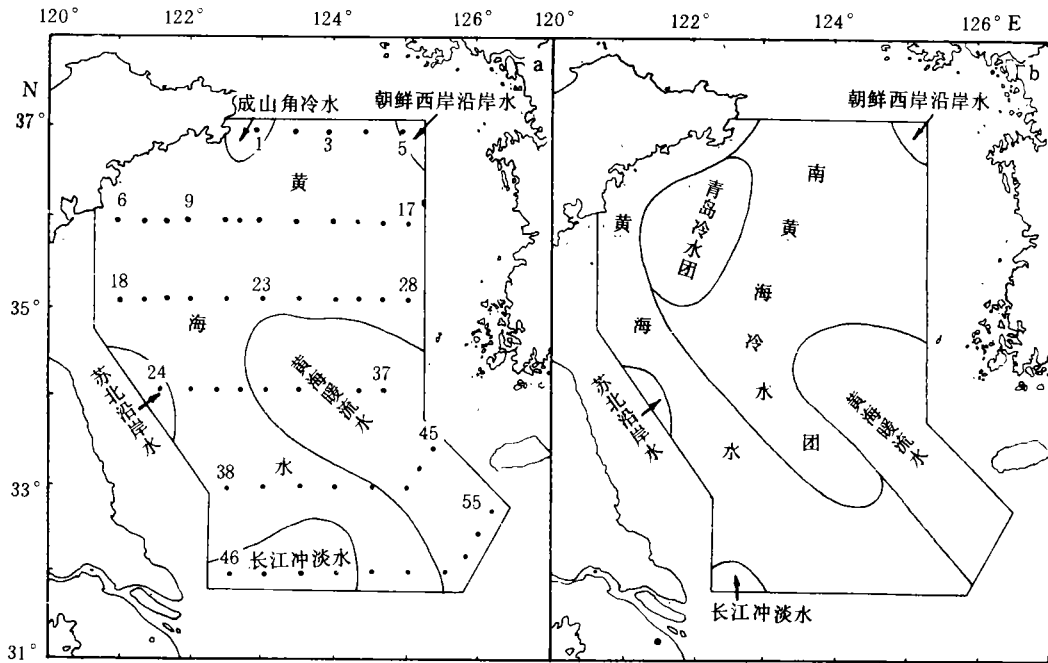 120° 122° 124° 126° 120° 122° 124° 126° E
a
b
N
37°
35°
33°
31°
成山角冷水
朝鲜西岸沿岸水
1 3 5
黄
海
水
6 9 17
18 23 28
24 37
黄海暖流水
苏北沿岸水
38 45
55
46
长江冲淡水
朝鲜西岸沿岸水
青岛冷水团
南
黄
海
冷
水
团
黄
海
水
黄海暖流水
苏北沿岸水
长江冲淡水